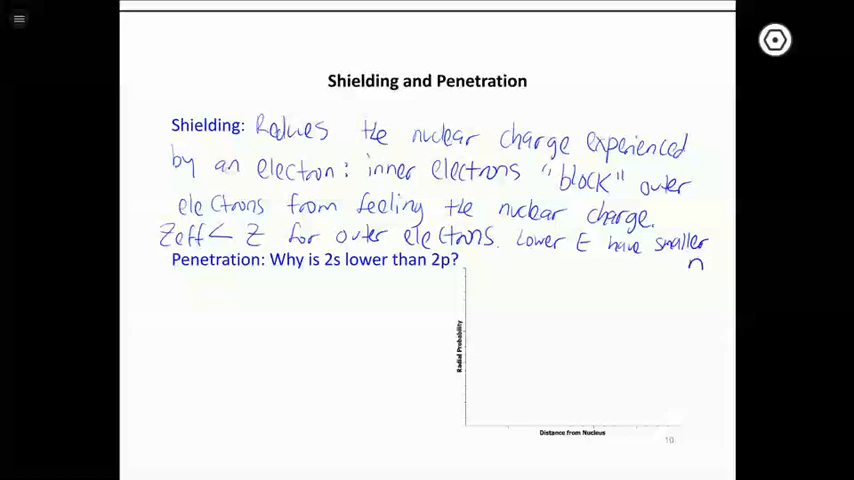 Shielding and Penetration
Shielding: Reduces the nuclear charge experienced
by an electron: inner electrons "block" outer
electrons from feeling the nuclear charge.
Zeff < Z for outer electrons. Lower E have smaller
n
Penetration: Why is 2s lower than 2p?
Radial Probability
Distance from Nucleus
10